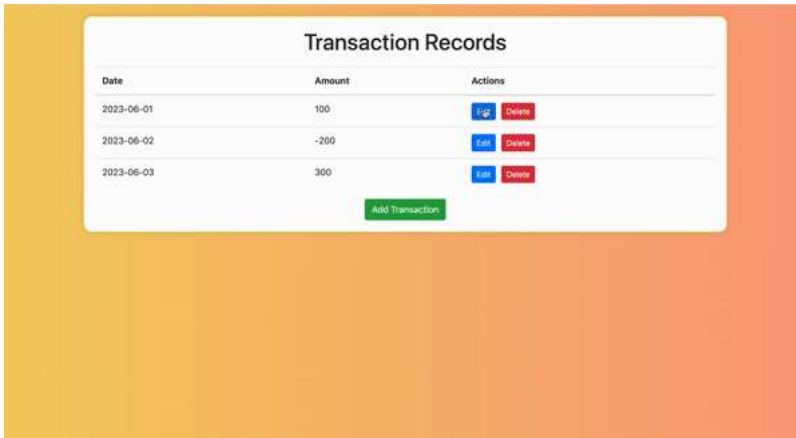 Transaction Records
Date Amount Actions
2023-06-01 100 Edit Delete
2023-06-02 -200 Edit Delete
2023-06-03 300 Edit Delete
Add Transaction